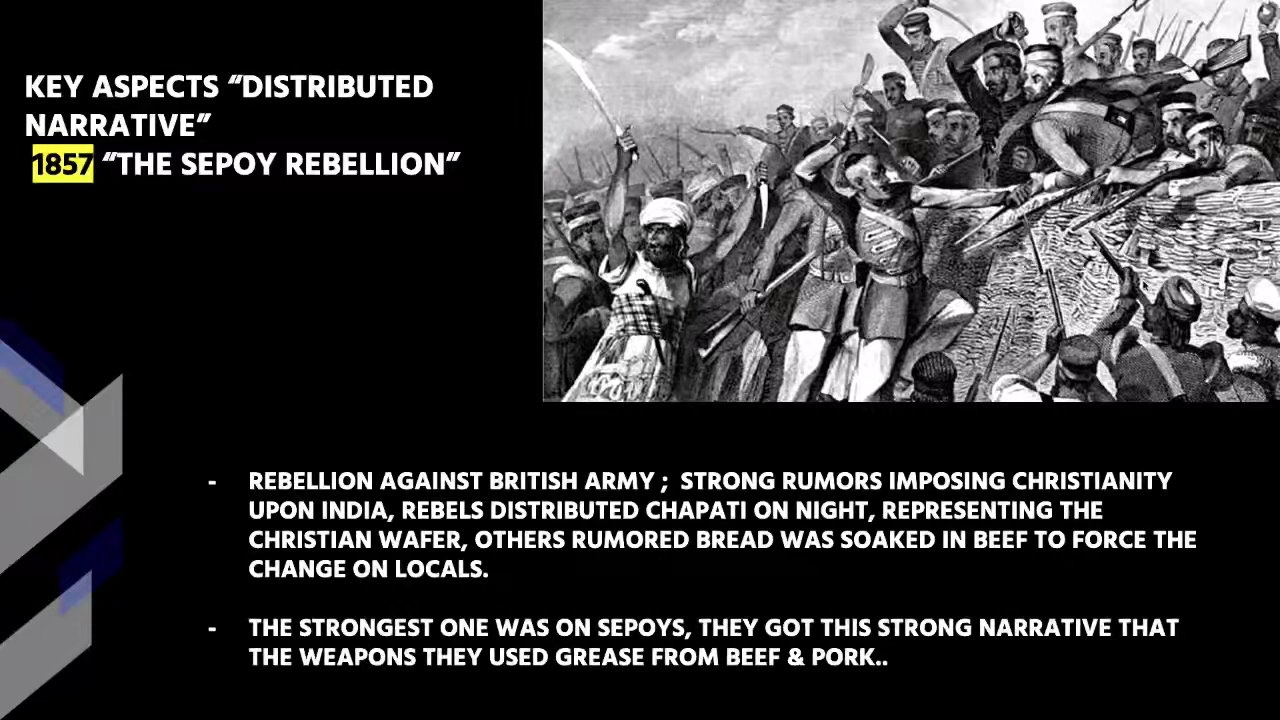 KEY ASPECTS “DISTRIBUTED
NARRATIVE”
1857 “THE SEPOY REBELLION”
- REBELLION AGAINST BRITISH ARMY ; STRONG RUMORS IMPOSING CHRISTIANITY
UPON INDIA, REBELS DISTRIBUTED CHAPATI ON NIGHT, REPRESENTING THE
CHRISTIAN WAFER, OTHERS RUMORED BREAD WAS SOAKED IN BEEF TO FORCE THE
CHANGE ON LOCALS.
- THE STRONGEST ONE WAS ON SEPOYS, THEY GOT THIS STRONG NARRATIVE THAT
THE WEAPONS THEY USED GREASE FROM BEEF & PORK..